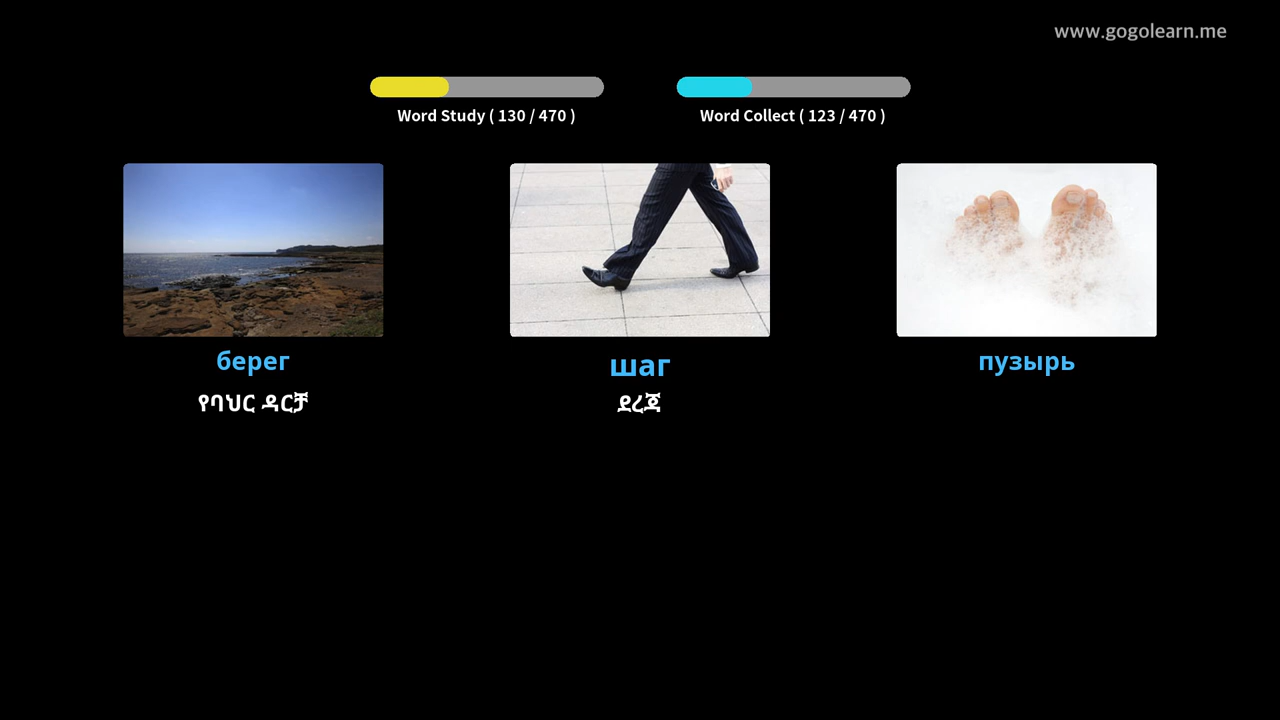 www.gogolearn.me
Word Study ( 130 / 470 )
Word Collect ( 123 / 470 )
берег
шаг
пузырь
የባህር ዳርቻ
ደረጃ